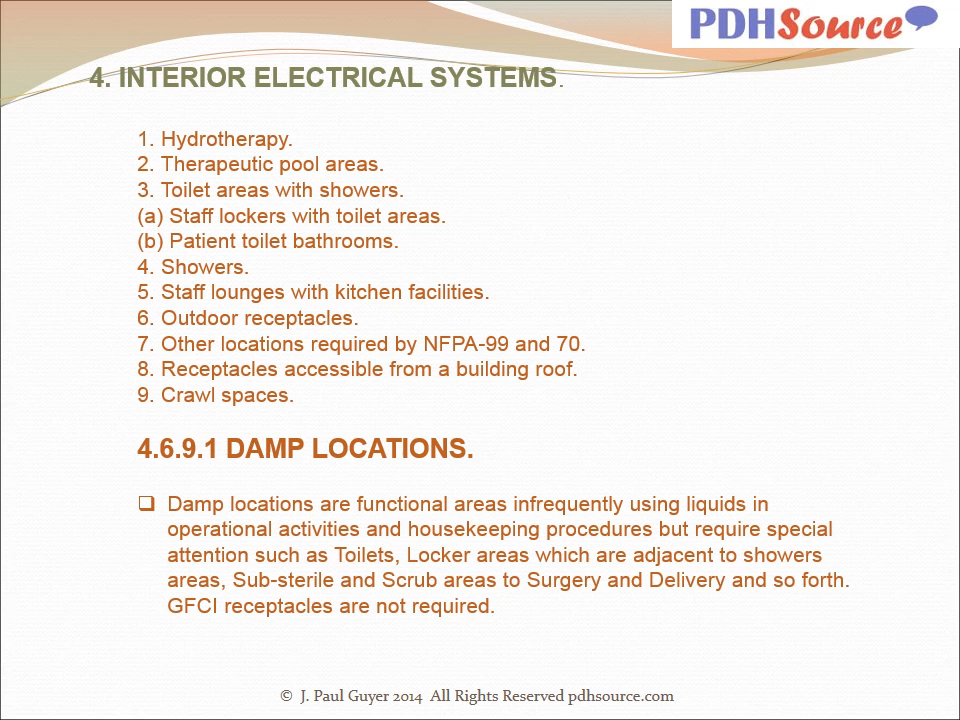 PDHSource
4. INTERIOR ELECTRICAL SYSTEMS.
1. Hydrotherapy.
2. Therapeutic pool areas.
3. Toilet areas with showers.
(a) Staff lockers with toilet areas.
(b) Patient toilet bathrooms.
4. Showers.
5. Staff lounges with kitchen facilities.
6. Outdoor receptacles.
7. Other locations required by NFPA-99 and 70.
8. Receptacles accessible from a building roof.
9. Crawl spaces.
4.6.9.1 DAMP LOCATIONS.
❑ Damp locations are functional areas infrequently using liquids in
operational activities and housekeeping procedures but require special
attention such as Toilets, Locker areas which are adjacent to showers
areas, Sub-sterile and Scrub areas to Surgery and Delivery and so forth.
GFCI receptacles are not required.
© J. Paul Guyer 2014 All Rights Reserved pdhsource.com